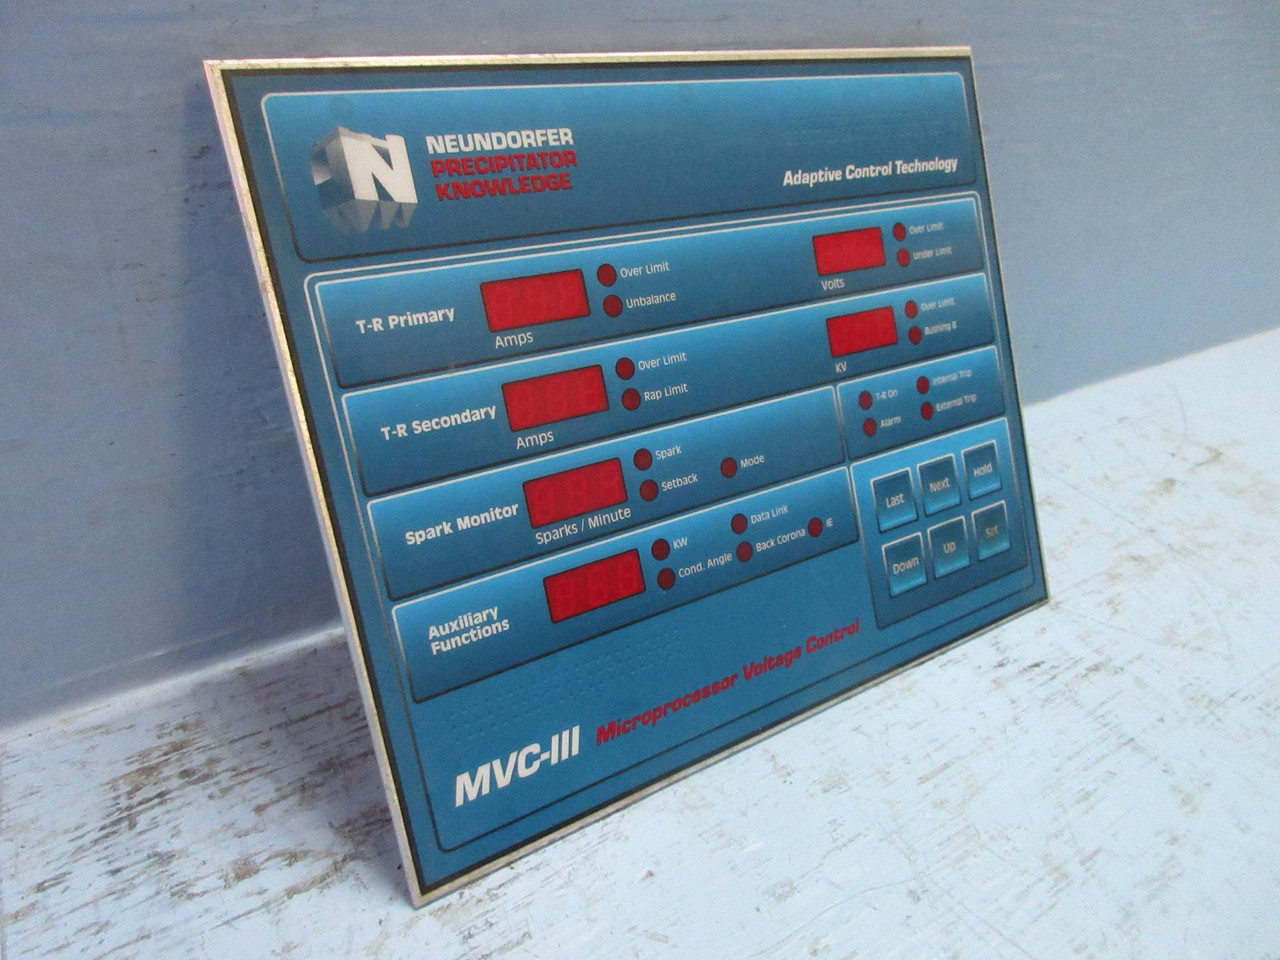 N
NEUNDORFER
PRECIPITATOR
KNOWLEDGE
Adaptive Control Technology
T-R Primary
Amps
Over Limit
Unbalance
Volts
Over Limit
Under Limit
T-R Secondary
Amps
Over Limit
Rap Limit
KV
Over Limit
Bushing B
Spark Monitor
Sparks / Minute
Spark
Setback
Mode
T-R On
Alarm
Internal Trip
External Trip
Auxiliary
Functions
KW
Cond. Angle
Data Link
Back Corona
IE
Last
Next
Hold
Down
Up
Set
MVC-III
Microprocessor Voltage Control